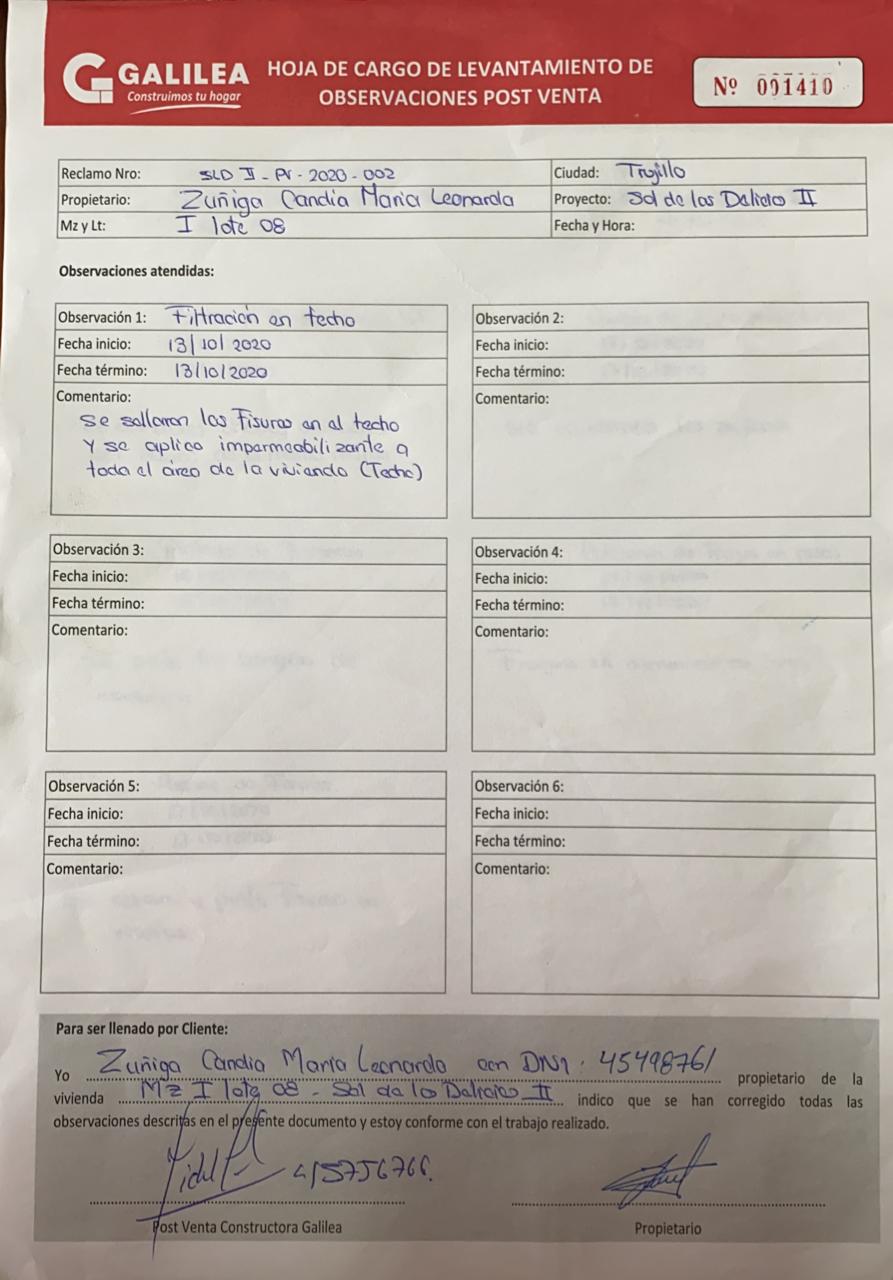 GALILEA
Construimos tu hogar
HOJA DE CARGO DE LEVANTAMIENTO DE
OBSERVACIONES POST VENTA
Nº 001410
Reclamo Nro: SLD II - PV - 2020 - 002
Ciudad: Trujillo
Propietario: Zuñiga Candia Maria Leonarda
Proyecto: Sol de las Delicias II
Mz y Lt: I lote 08
Fecha y Hora:
Observaciones atendidas:
Observación 1: Filtración en techo
Fecha inicio: 13/10/2020
Fecha término: 13/10/2020
Comentario:
se sellaron las Fisuras en el techo
Y se aplico impermeabilizante a
toda el área de la vivienda (Techo)
Observación 2:
Fecha inicio:
Fecha término:
Comentario:
Observación 3:
Fecha inicio:
Fecha término:
Comentario:
Observación 4:
Fecha inicio:
Fecha término:
Comentario:
Observación 5:
Fecha inicio:
Fecha término:
Comentario:
Observación 6:
Fecha inicio:
Fecha término:
Comentario:
Para ser llenado por Cliente:
Yo Zuñiga Candia María Leonarda con DNI: 45498761 propietario de la
vivienda Mz I lote 08 - Sol de las Delicias II indico que se han corregido todas las
observaciones descritas en el presente documento y estoy conforme con el trabajo realizado.
45756766.
Post Venta Constructora Galilea
Propietario